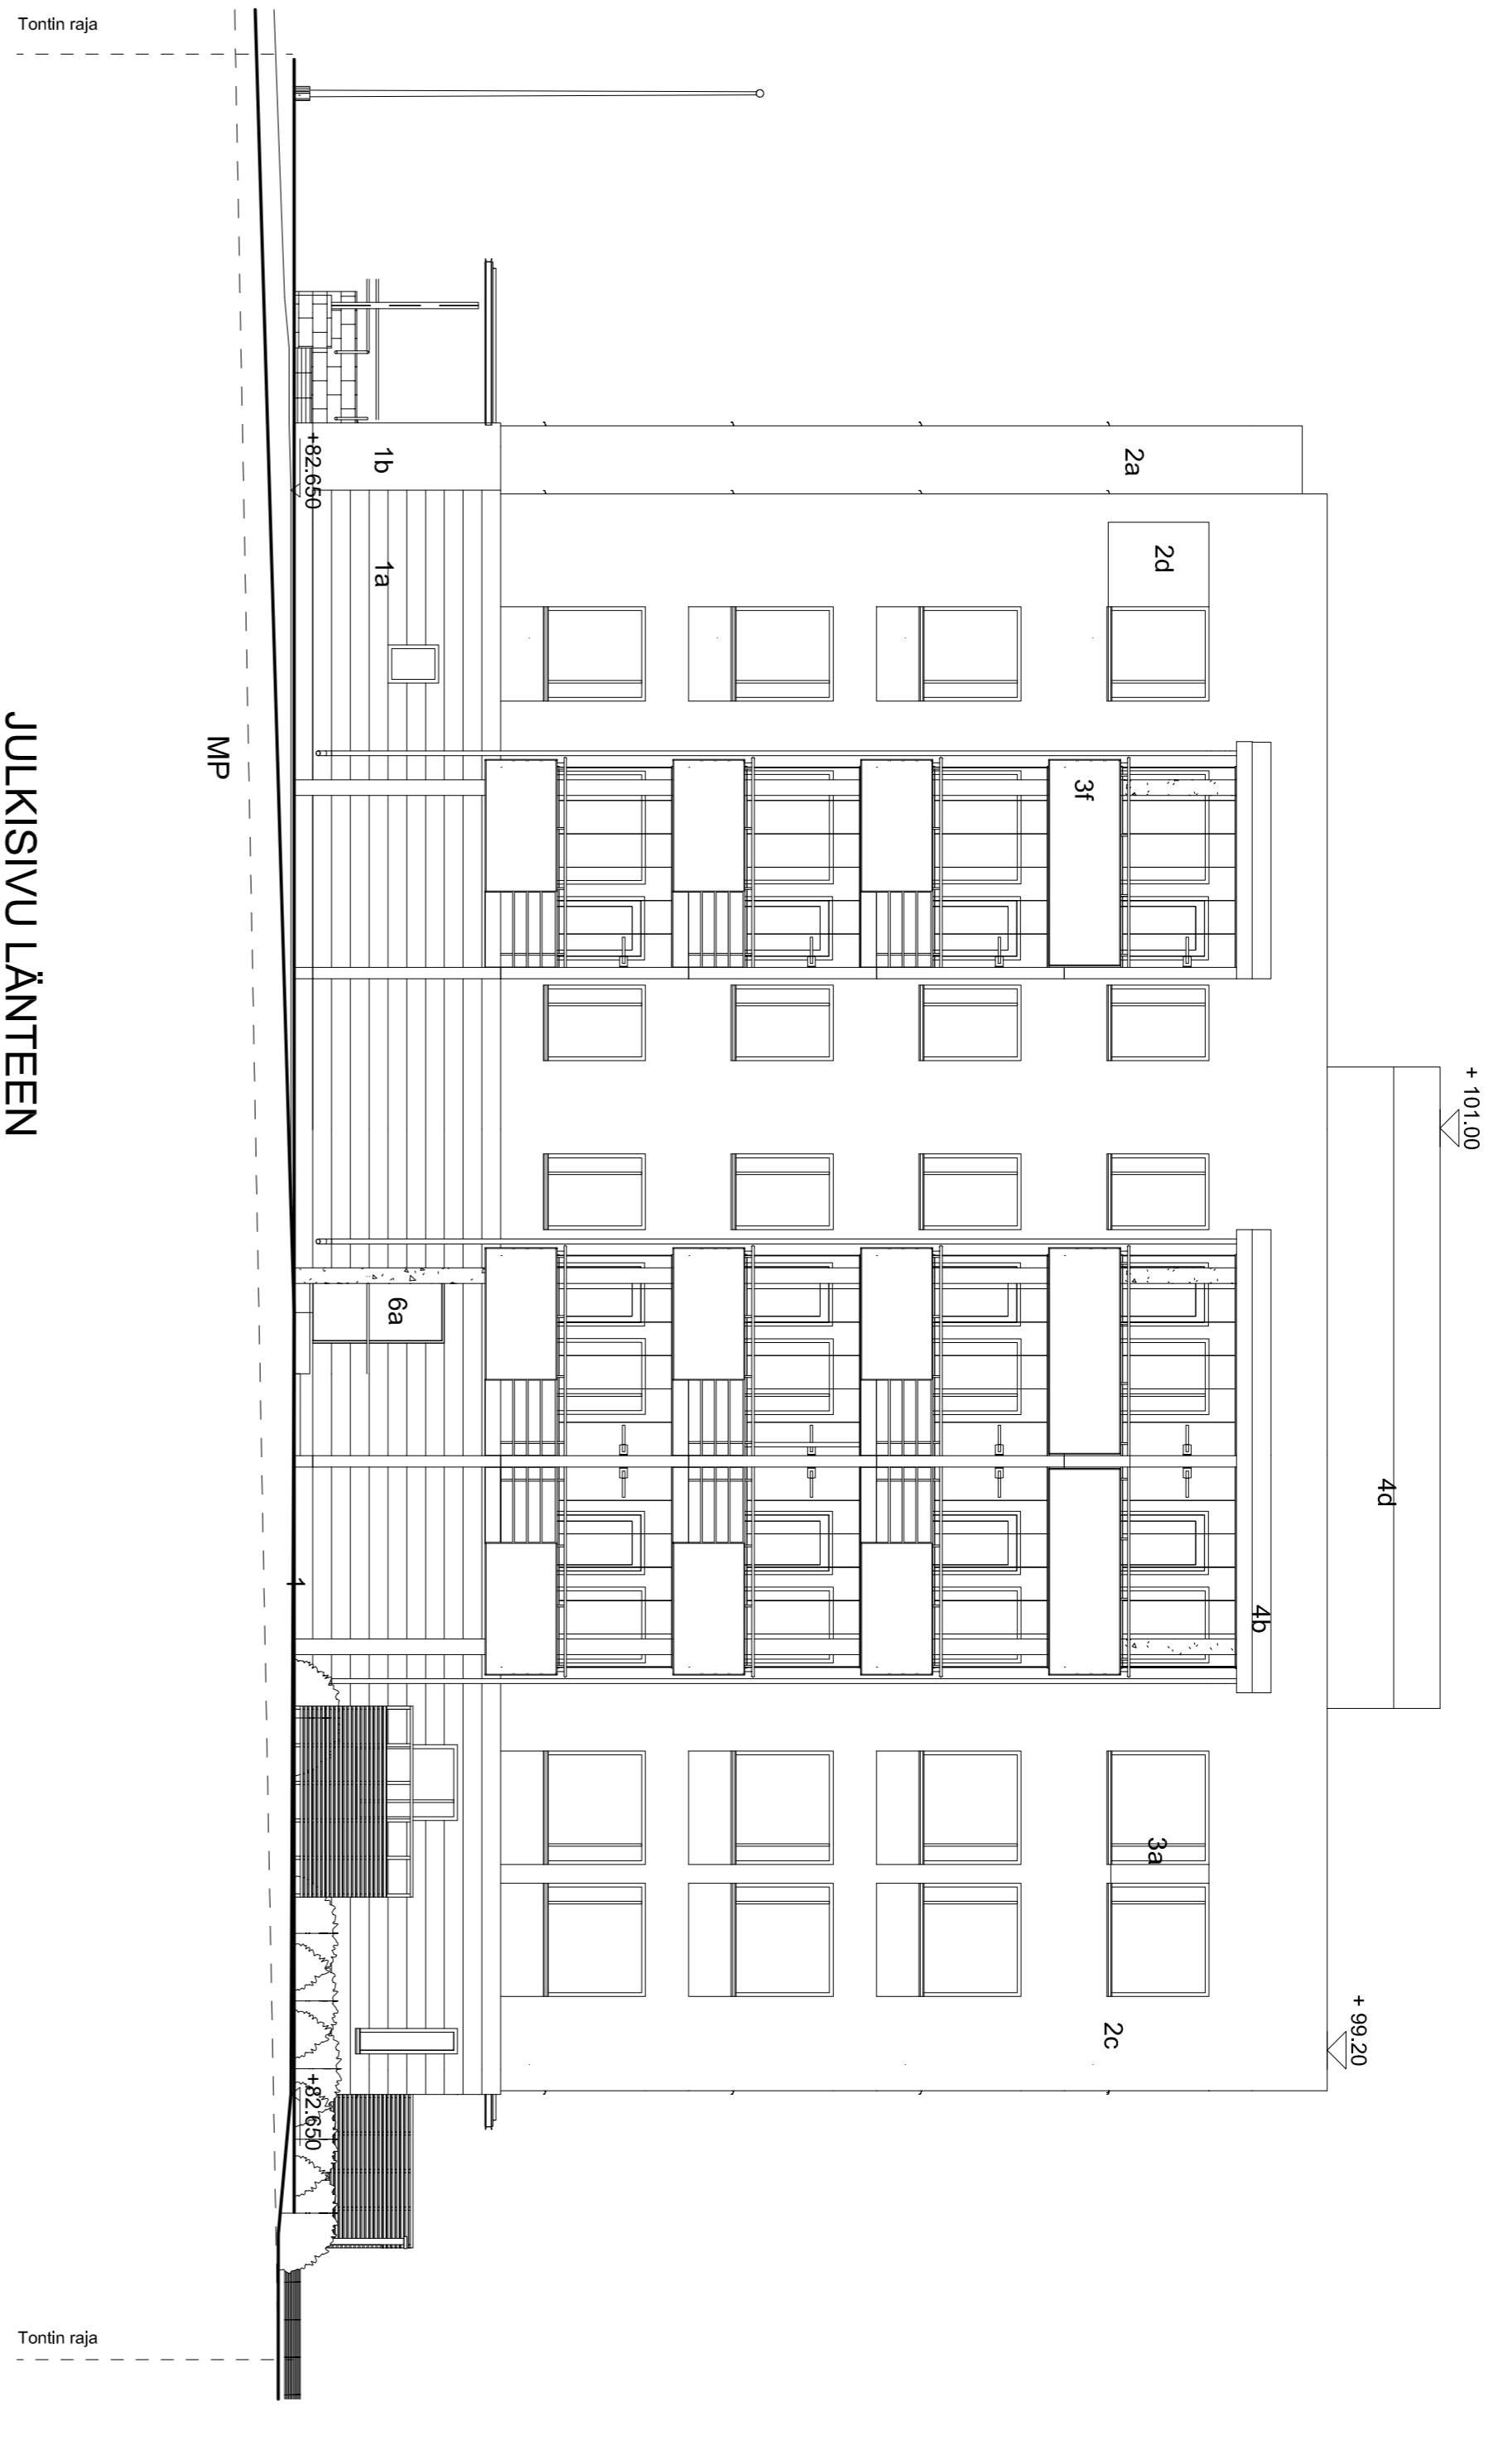 + 101.00
+ 99.20
4d
4b
2a
2d
3f
3a
2c
1b
1a
6a
+82.650
+82.650
1
MP
Tontin raja
Tontin raja
JULKISIVU LÄNTEEN